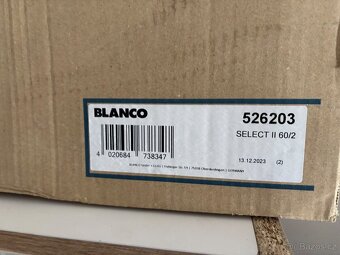 BLANCO
526203
SELECT II 60/2
4 020684 738347
13.12.2023 (2)